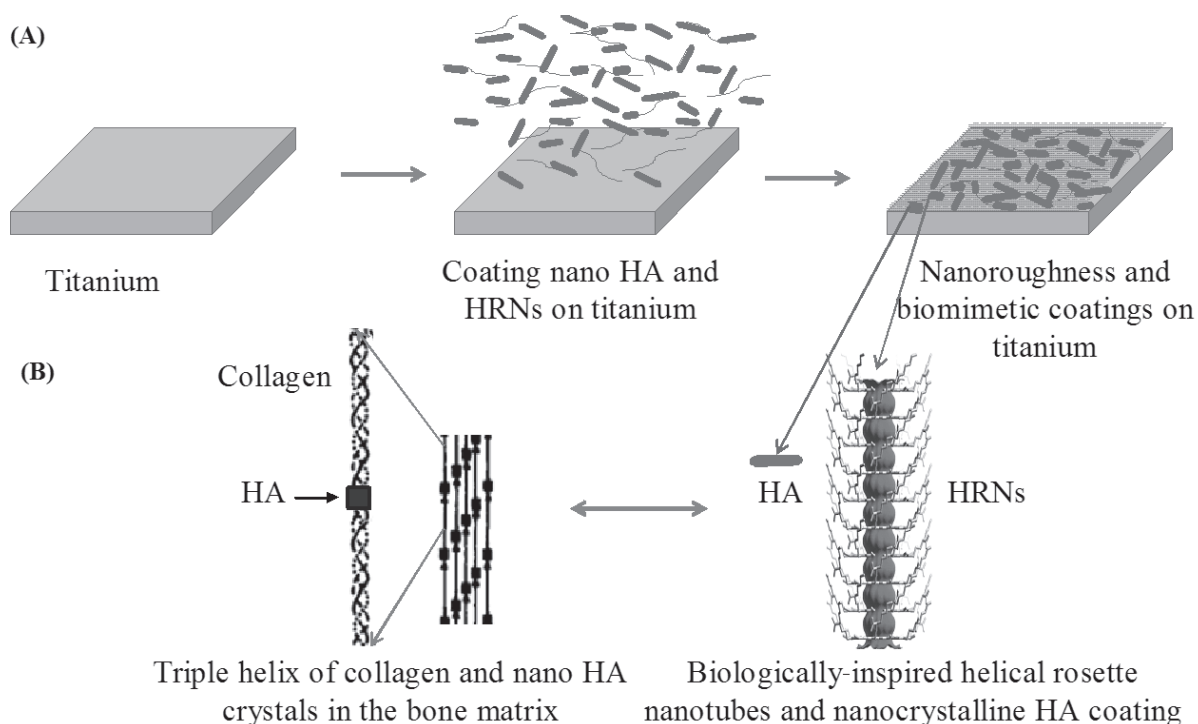 (A)
Titanium
Coating nano HA and
HRNs on titanium
Nanoroughness and
biomimetic coatings on
titanium
(B)
Collagen
HA
HA
HRNs
Triple helix of collagen and nano HA
crystals in the bone matrix
Biologically-inspired helical rosette
nanotubes and nanocrystalline HA coating